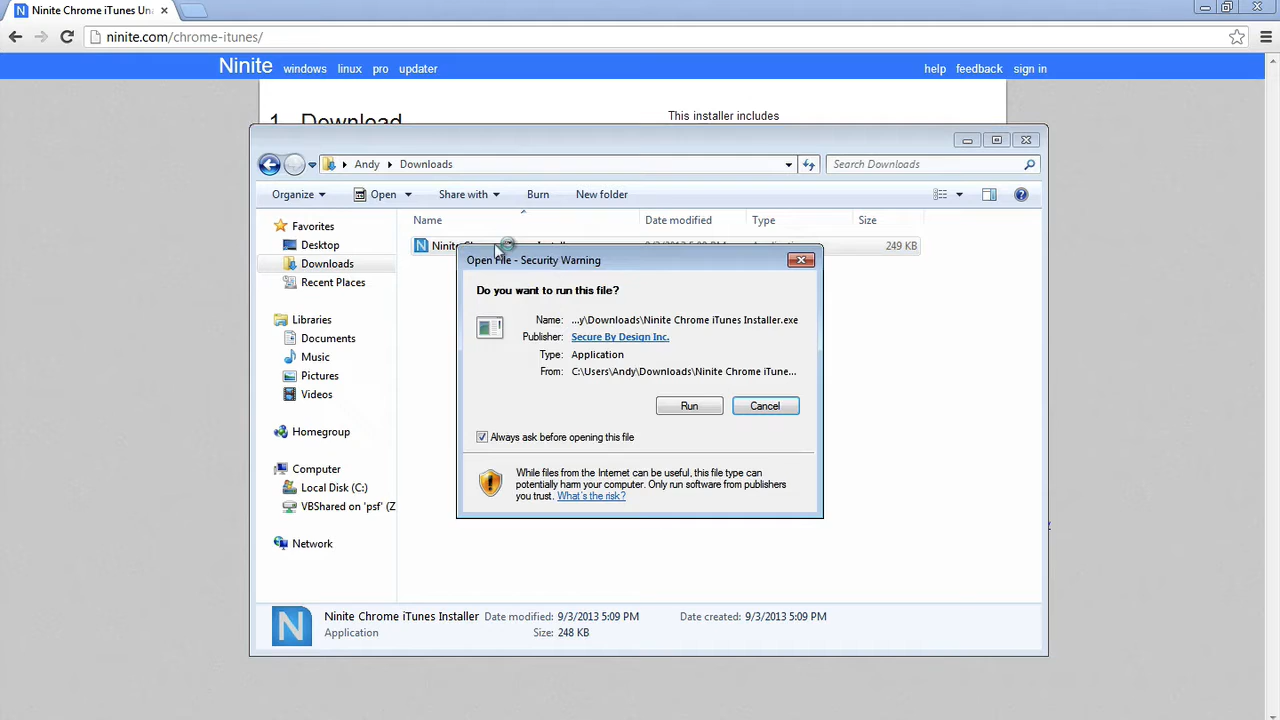 Ninite Chrome iTunes Un
ninite.com/chrome-itunes/
Ninite windows linux pro updater help feedback sign in
1. Download
This installer includes
Andy Downloads Search Downloads
Organize Open Share with Burn New folder
Name Date modified Type Size
Favorites
Desktop
Downloads
Recent Places
Libraries
Documents
Music
Pictures
Videos
Homegroup
Computer
Local Disk (C:)
VBShared on 'psf' (Z
Network
249 KB
Open File - Security Warning
Do you want to run this file?
Name: ...y\Downloads\Ninite Chrome iTunes Installer.exe
Publisher: Secure By Design Inc.
Type: Application
From: C:\Users\Andy\Downloads\Ninite Chrome iTune...
Run Cancel
Always ask before opening this file
While files from the Internet can be useful, this file type can
potentially harm your computer. Only run software from publishers
you trust. What's the risk?
Ninite Chrome iTunes Installer Date modified: 9/3/2013 5:09 PM Date created: 9/3/2013 5:09 PM
Application Size: 248 KB